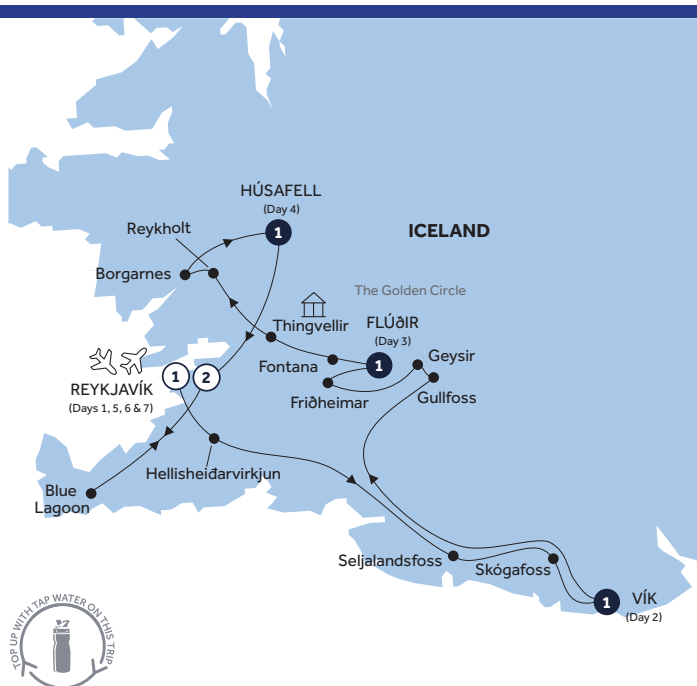 HÚSAFELL
(Day 4)
Reykholt
ICELAND
Borgarnes
1
The Golden Circle
Thingvellir
FLÚðIR
(Day 3)
Geysir
Fontana
1
Gullfoss
REYKJAVÍK
(Days 1, 5, 6 & 7)
1
2
Friðheimar
Hellisheiðarvirkjun
Blue
Lagoon
Seljalandsfoss
Skógafoss
1
VÍK
(Day 2)
TOP UP WITH TAP WATER ON THIS TRIP